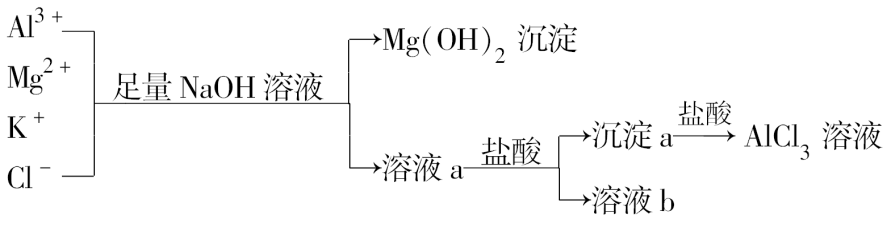 Al³⁺
Mg²⁺
K⁺
Cl⁻
足量 NaOH 溶液
Mg(OH)₂ 沉淀
溶液 a
盐酸
沉淀 a
盐酸
AlCl₃ 溶液
溶液 b